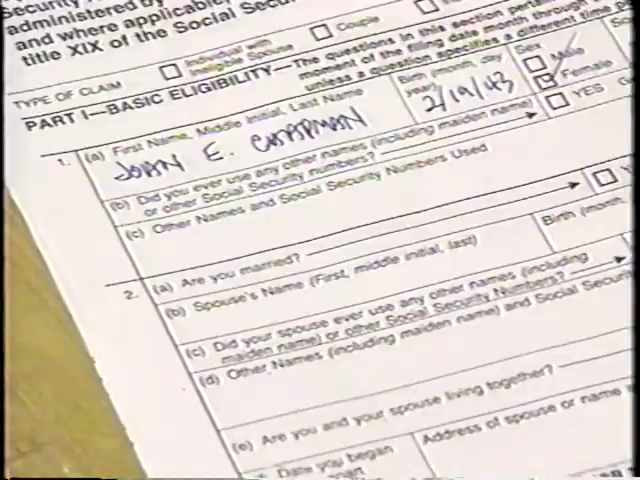 Security
administered by
and where applicable,
title XIX of the Social Secu
TYPE OF CLAIM
Individual with
Ineligible Spouse
Couple
PART I—BASIC ELIGIBILITY—The questions in this section pertain
moment of the filing date month through
unless a question specifies a different time
1. (a) First Name, Middle Initial, Last Name
Birth (month, day
year)
Sex
Male
Female
JOHN E. CHAPMAN
2/19/43
(b) Did you ever use any other names (including maiden name)
or other Social Security numbers?
YES
(c) Other Names and Social Security Numbers Used
2. (a) Are you married?
(b) Spouse's Name (First, middle initial, last)
Birth (month,
(c) Did your spouse ever use any other names (including
maiden name) or other Social Security Numbers?
(d) Other Names (including maiden name) and Social Securit
(e) Are you and your spouse living together?
Date you began
Address of spouse or name